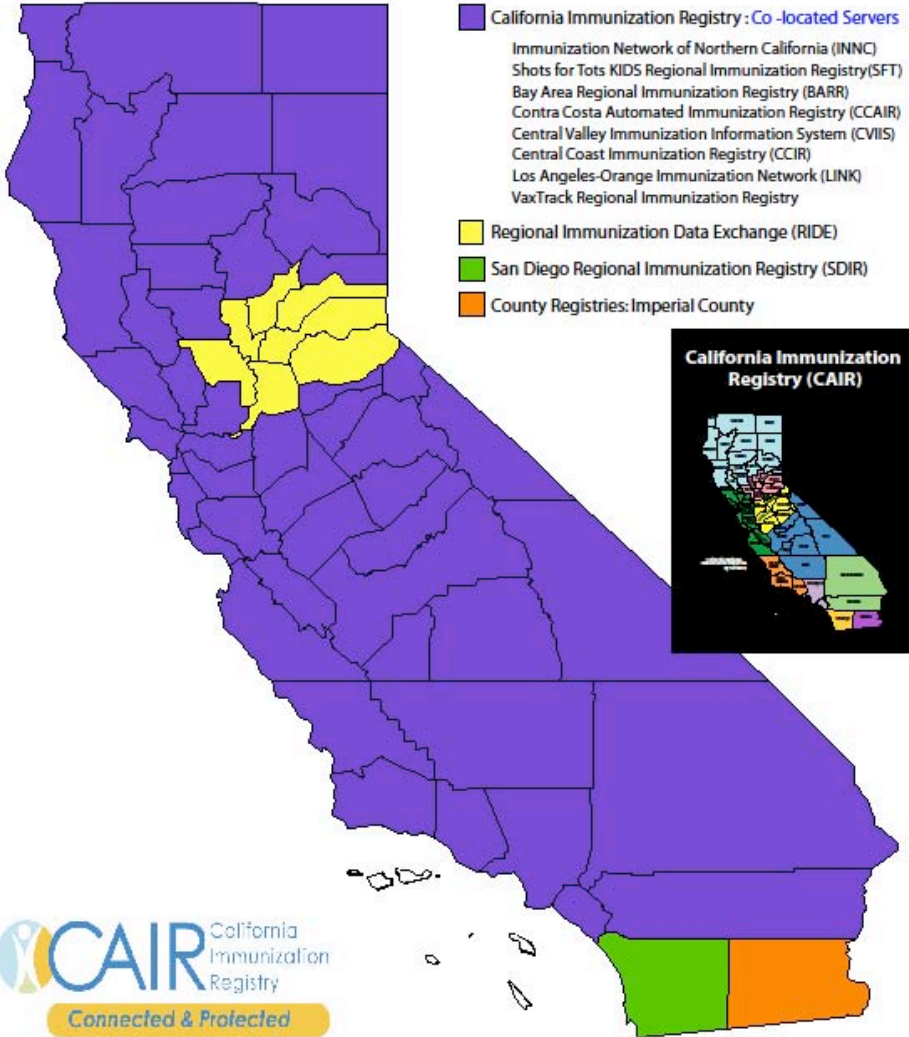 California Immunization Registry : Co -located Servers
Immunization Network of Northern California (INNC)
Shots for Tots KIDS Regional Immunization Registry(SFT)
Bay Area Regional Immunization Registry (BARR)
Contra Costa Automated Immunization Registry (CCAIR)
Central Valley Immunization Information System (CVIIS)
Central Coast Immunization Registry (CCIR)
Los Angeles-Orange Immunization Network (LINK)
VaxTrack Regional Immunization Registry
Regional Immunization Data Exchange (RIDE)
San Diego Regional Immunization Registry (SDIR)
County Registries: Imperial County
California Immunization
Registry (CAIR)
CAIR
California
Immunization
Registry
Connected & Protected